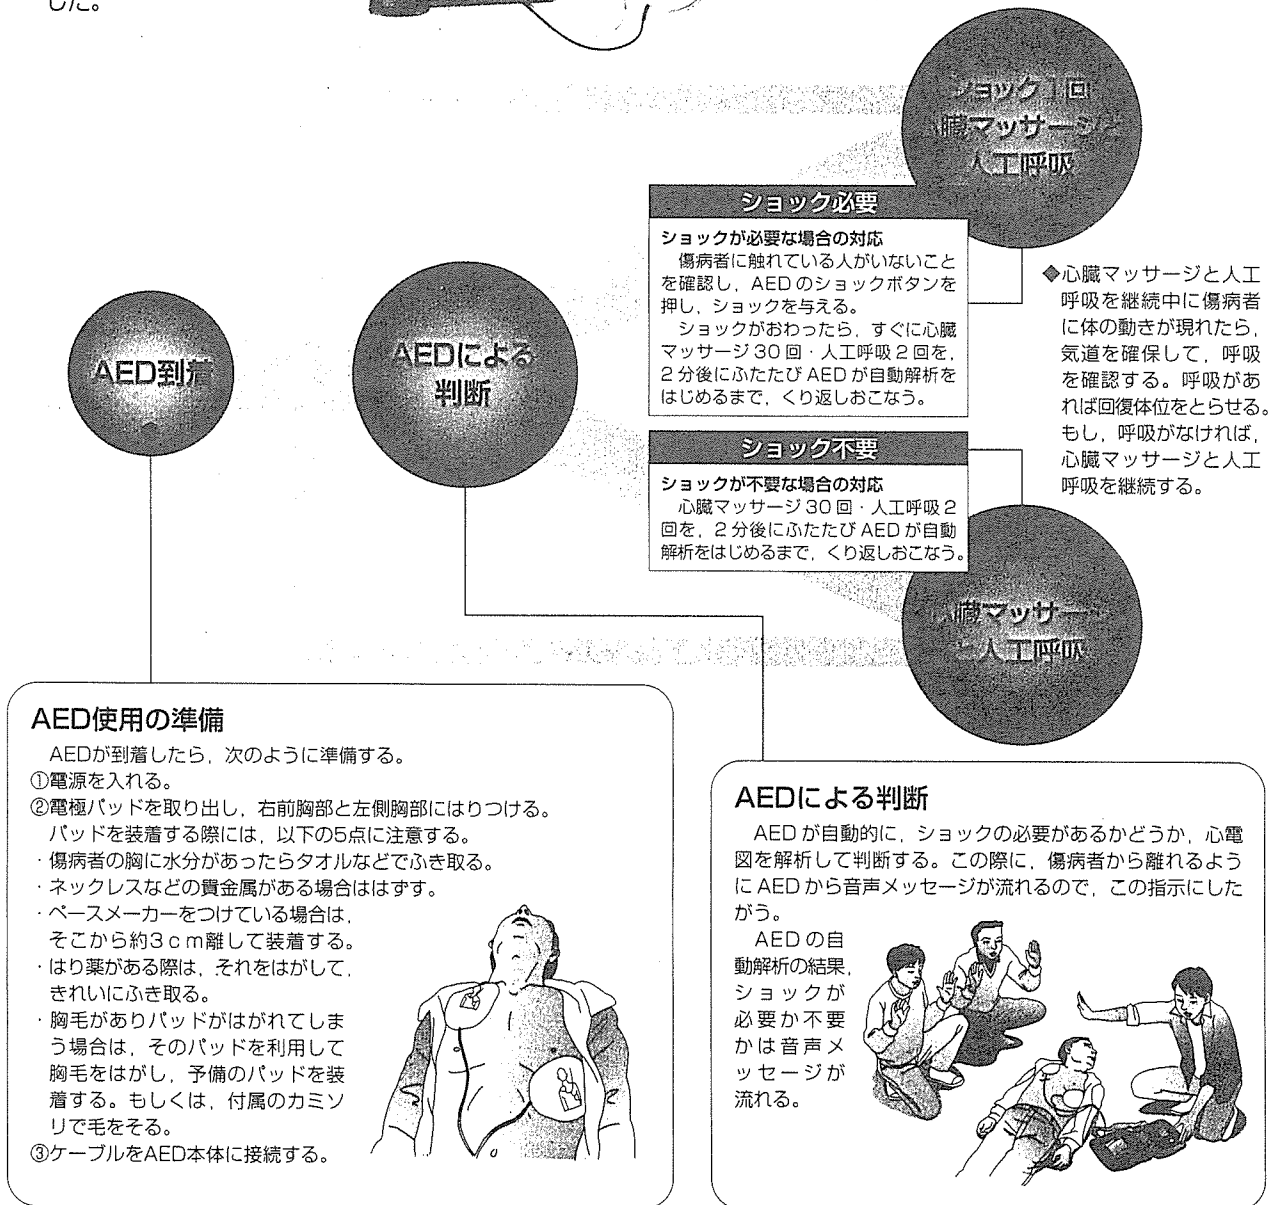 した。
ショック1回
心臓マッサージと
人工呼吸
ショック必要
ショックが必要な場合の対応
傷病者に触れている人がいないこと
を確認し，AEDのショックボタンを
押し，ショックを与える。
ショックがおわったら，すぐに心臓
マッサージ30回・人工呼吸2回を，
2分後にふたたびAEDが自動解析を
はじめるまで，くり返しおこなう。
◆心臓マッサージと人工
呼吸を継続中に傷病者
に体の動きが現れたら，
気道を確保して，呼吸
を確認する。呼吸があ
れば回復体位をとらせる。
もし，呼吸がなければ，
心臓マッサージと人工
呼吸を継続する。
AED到着
AEDによる
判断
ショック不要
ショックが不要な場合の対応
心臓マッサージ30回・人工呼吸2
回を，2分後にふたたびAEDが自動
解析をはじめるまで，くり返しおこなう。
心臓マッサージ
と人工呼吸
AED使用の準備
AEDが到着したら，次のように準備する。
①電源を入れる。
②電極パッドを取り出し，右前胸部と左側胸部にはりつける。
パッドを装着する際には，以下の5点に注意する。
・傷病者の胸に水分があったらタオルなどでふき取る。
・ネックレスなどの貴金属がある場合ははずす。
・ペースメーカーをつけている場合は，
そこから約3cm離して装着する。
・はり薬がある際は，それをはがして，
きれいにふき取る。
・胸毛がありパッドがはがれてしま
う場合は，そのパッドを利用して
胸毛をはがし，予備のパッドを装
着する。もしくは，付属のカミソ
リで毛をそる。
③ケーブルをAED本体に接続する。
AEDによる判断
AEDが自動的に，ショックの必要があるかどうか，心電
図を解析して判断する。この際に，傷病者から離れるよう
にAEDから音声メッセージが流れるので，この指示にした
がう。
AEDの自
動解析の結果，
ショックが
必要か不要
かは音声メ
ッセージが
流れる。